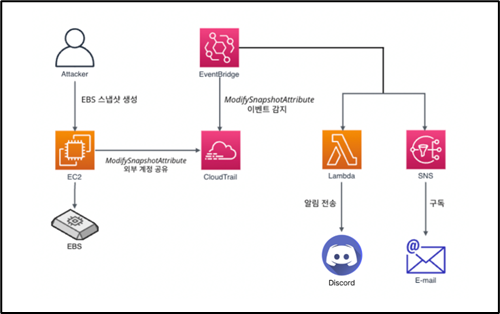 Attacker
EventBridge
EBS 스냅샷 생성
ModifySnapshotAttribute
이벤트 감지
ModifySnapshotAttribute
외부 계정 공유
EC2
CloudTrail
Lambda
SNS
EBS
알림 전송
구독
@
Discord
E-mail